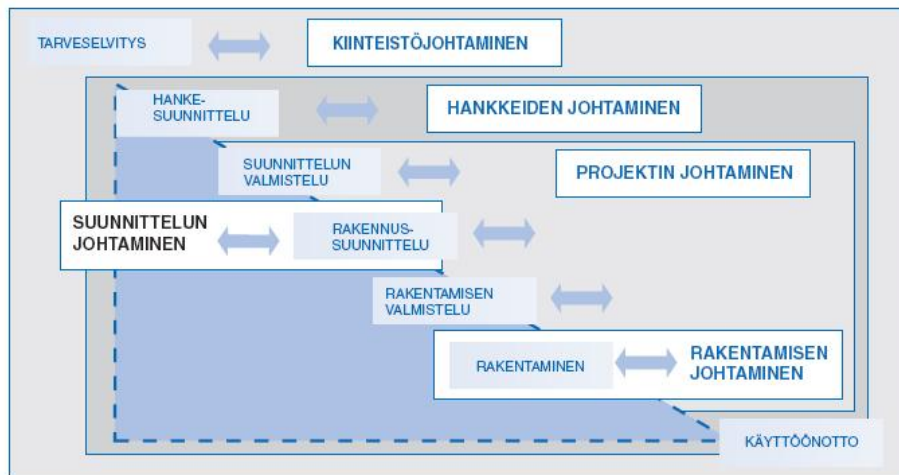 TARVESELVITYS
KIINTEISTÖJOHTAMINEN
HANKE-
SUUNNITTELU
HANKKEIDEN JOHTAMINEN
SUUNNITTELUN
VALMISTELU
PROJEKTIN JOHTAMINEN
SUUNNITTELUN
JOHTAMINEN
RAKENNUS-
SUUNNITTELU
RAKENTAMISEN
VALMISTELU
RAKENTAMINEN
RAKENTAMISEN
JOHTAMINEN
KÄYTTÖÖNOTTO